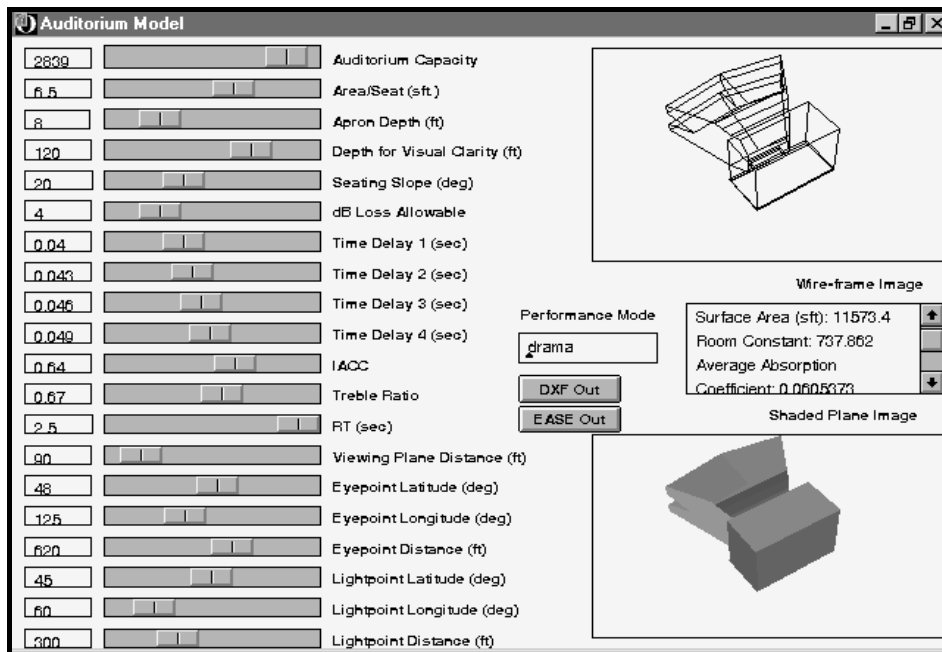 Auditorium Model
2839 Auditorium Capacity
6.5 Area/Seat (sft.)
8 Apron Depth (ft)
120 Depth for Visual Clarity (ft)
20 Seating Slope (deg)
4 dB Loss Allowable
0.04 Time Delay 1 (sec)
0.043 Time Delay 2 (sec)
0.046 Time Delay 3 (sec)
0.049 Time Delay 4 (sec)
0.64 IACC
0.67 Treble Ratio
2.5 RT (sec)
90 Viewing Plane Distance (ft)
48 Eyepoint Latitude (deg)
125 Eyepoint Longitude (deg)
620 Eyepoint Distance (ft)
45 Lightpoint Latitude (deg)
60 Lightpoint Longitude (deg)
300 Lightpoint Distance (ft)
Performance Mode
drama
DXF Out
EASE Out
Wire-frame Image
Surface Area (sft): 11573.4
Room Constant: 737.862
Average Absorption
Coefficient: 0.0605373
Shaded Plane Image